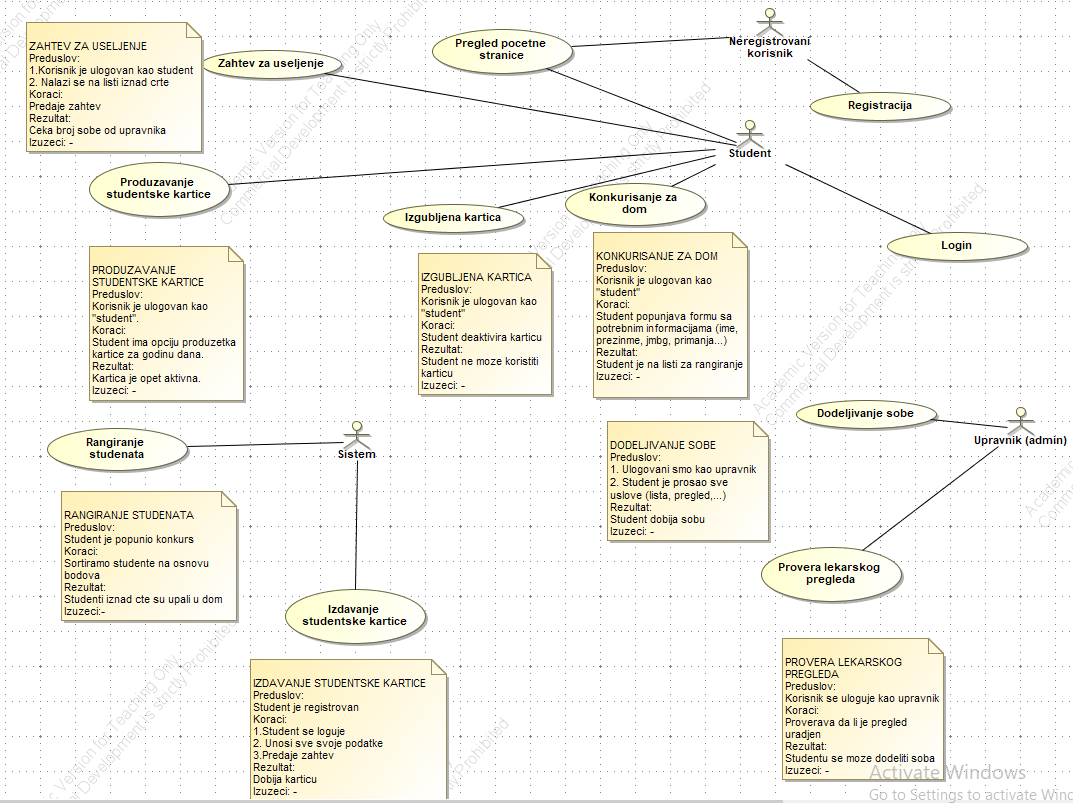 ZAHTEV ZA USELJENJE
Preduslov:
1.Korisnik je ulogovan kao student
2. Nalazi se na listi iznad crte
Koraci:
Predaje zahtev
Rezultat:
Ceka broj sobe od upravnika
Izuzeci: -
Zahtev za useljenje
Pregled pocetne
stranice
Neregistrovani
korisnik
Registracija
Student
Produzavanje
studentske kartice
Izgubljena kartica
Konkurisanje za
dom
Login
PRODUZAVANJE
STUDENTSKE KARTICE
Preduslov:
Korisnik je ulogovan kao
"student".
Koraci:
Student ima opciju produzetka
kartice za godinu dana.
Rezultat:
Kartica je opet aktivna.
Izuzeci: -
IZGUBLJENA KARTICA
Preduslov:
Korisnik je ulogovan kao
"student"
Koraci:
Student deaktivira karticu
Rezultat:
Student ne moze koristiti
karticu
Izuzeci: -
KONKURISANJE ZA DOM
Preduslov:
Korisnik je ulogovan kao
"student"
Koraci:
Student popunjava formu sa
potrebnim informacijama (ime,
prezinme, jmbg, primanja...)
Rezultat:
Student je na listi za rangiranje
Izuzeci: -
Rangiranje
studenata
Sistem
Dodeljivanje sobe
Upravnik (admin)
DODELJIVANJE SOBE
Preduslov:
1. Ulogovani smo kao upravnik
2. Student je prosao sve
uslove (lista, pregled,...)
Rezultat:
Student dobija sobu
Izuzeci: -
RANGIRANJE STUDENATA
Preduslov:
Student je popunio konkurs
Koraci:
Sortiramo studente na osnovu
bodova
Rezultat:
Studenti iznad cte su upali u dom
Izuzeci:-
Provera lekarskog
pregleda
Izdavanje
studentske kartice
IZDAVANJE STUDENTSKE KARTICE
Preduslov:
Student je registrovan
Koraci:
1.Student se loguje
2. Unosi sve svoje podatke
3.Predaje zahtev
Rezultat:
Dobija karticu
Izuzeci: -
PROVERA LEKARSKOG
PREGLEDA
Preduslov:
Korisnik se uloguje kao upravnik
Koraci:
Proverava da li je pregled
uradjen
Rezultat:
Studentu se moze dodeliti soba
Izuzeci: -
Activate Windows
Go to Settings to activate